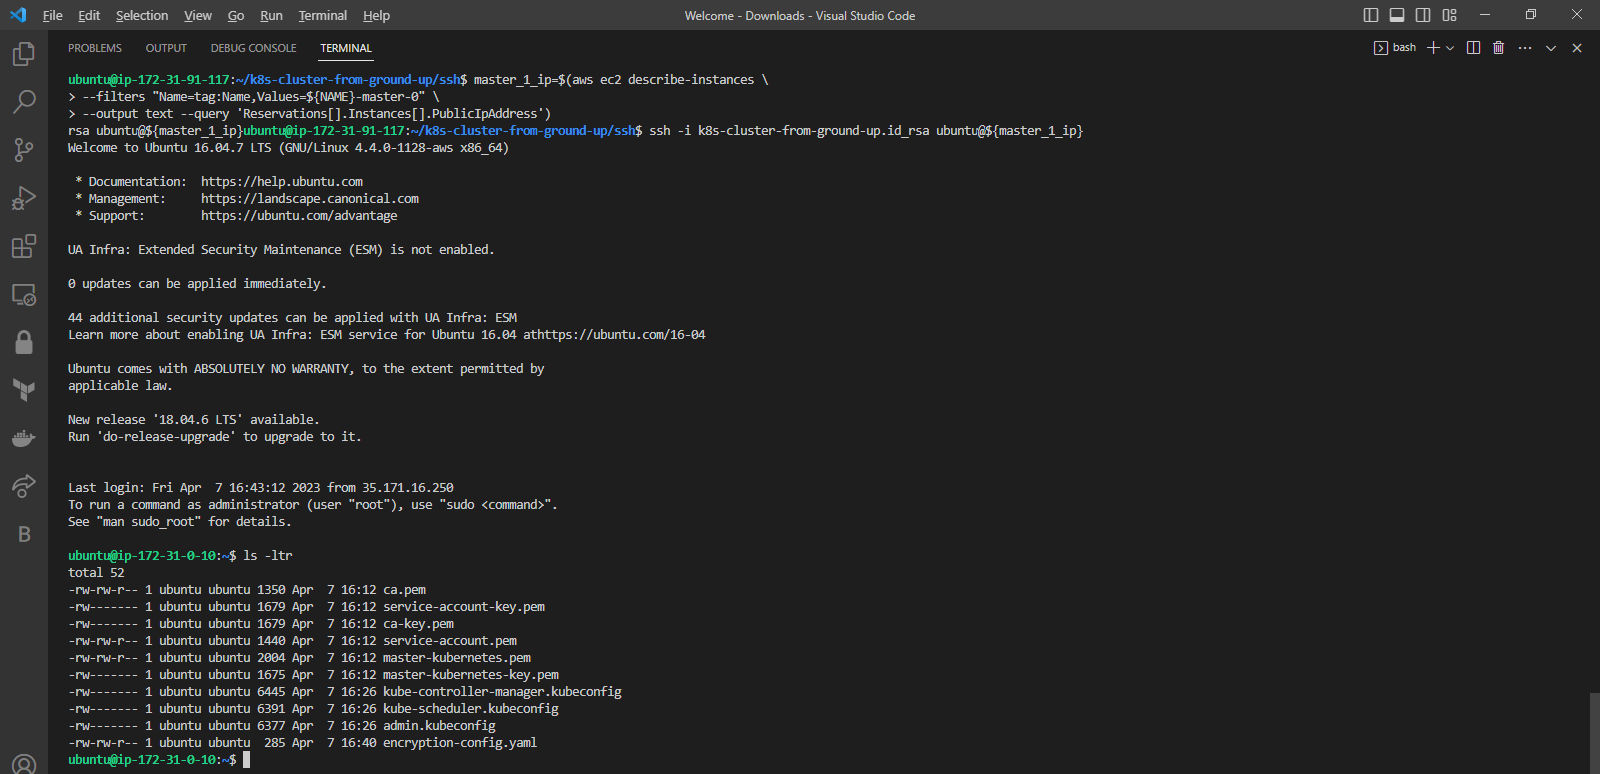 File Edit Selection View Go Run Terminal Help Welcome - Downloads - Visual Studio Code
PROBLEMS OUTPUT DEBUG CONSOLE TERMINAL bash
ubuntu@ip-172-31-91-117:~/k8s-cluster-from-ground-up/ssh$ master_1_ip=$(aws ec2 describe-instances \
> --filters "Name=tag:Name,Values=${NAME}-master-0" \
> --output text --query 'Reservations[].Instances[].PublicIpAddress')
rsa ubuntu@${master_1_ip}ubuntu@ip-172-31-91-117:~/k8s-cluster-from-ground-up/ssh$ ssh -i k8s-cluster-from-ground-up.id_rsa ubuntu@${master_1_ip}
Welcome to Ubuntu 16.04.7 LTS (GNU/Linux 4.4.0-1128-aws x86_64)
* Documentation:  https://help.ubuntu.com
* Management:     https://landscape.canonical.com
* Support:        https://ubuntu.com/advantage
UA Infra: Extended Security Maintenance (ESM) is not enabled.
0 updates can be applied immediately.
44 additional security updates can be applied with UA Infra: ESM
Learn more about enabling UA Infra: ESM service for Ubuntu 16.04 athttps://ubuntu.com/16-04
Ubuntu comes with ABSOLUTELY NO WARRANTY, to the extent permitted by
applicable law.
New release '18.04.6 LTS' available.
Run 'do-release-upgrade' to upgrade to it.
Last login: Fri Apr  7 16:43:12 2023 from 35.171.16.250
To run a command as administrator (user "root"), use "sudo <command>".
See "man sudo_root" for details.
ubuntu@ip-172-31-0-10:~$ ls -ltr
total 52
-rw-rw-r-- 1 ubuntu ubuntu 1350 Apr  7 16:12 ca.pem
-rw------- 1 ubuntu ubuntu 1679 Apr  7 16:12 service-account-key.pem
-rw------- 1 ubuntu ubuntu 1679 Apr  7 16:12 ca-key.pem
-rw-rw-r-- 1 ubuntu ubuntu 1440 Apr  7 16:12 service-account.pem
-rw-rw-r-- 1 ubuntu ubuntu 2004 Apr  7 16:12 master-kubernetes.pem
-rw------- 1 ubuntu ubuntu 1675 Apr  7 16:12 master-kubernetes-key.pem
-rw------- 1 ubuntu ubuntu 6445 Apr  7 16:26 kube-controller-manager.kubeconfig
-rw------- 1 ubuntu ubuntu 6391 Apr  7 16:26 kube-scheduler.kubeconfig
-rw------- 1 ubuntu ubuntu 6377 Apr  7 16:26 admin.kubeconfig
-rw-rw-r-- 1 ubuntu ubuntu  285 Apr  7 16:40 encryption-config.yaml
ubuntu@ip-172-31-0-10:~$
B